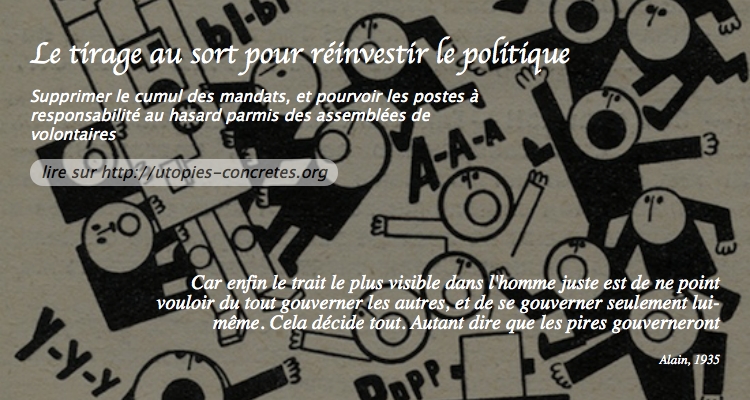 Ы-Ы-Ы
Le tirage au sort pour réinvestir le politique
Supprimer le cumul des mandats, et pourvoir les postes à
responsabilité au hasard parmis des assemblées de
volontaires
A-A-A
lire sur http://utopies-concretes.org
Car enfin le trait le plus visible dans l'homme juste est de ne point
vouloir du tout gouverner les autres, et de se gouverner seulement lui-
même. Cela décide tout. Autant dire que les pires gouverneront
У-У-У
Alain, 1935